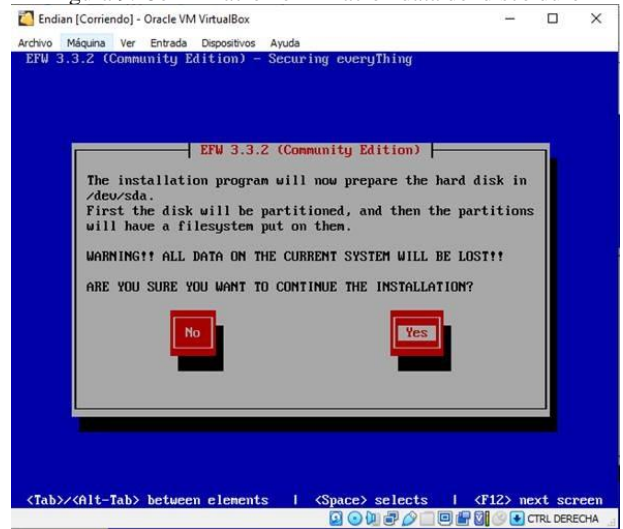 Endian [Corriendo] - Oracle VM VirtualBox
Archivo Máquina Ver Entrada Dispositivos Ayuda
EFW 3.3.2 (Community Edition) - Securing everyThing
EFW 3.3.2 (Community Edition)
The installation program will now prepare the hard disk in
/dev/sda.
First the disk will be partitioned, and then the partitions
will have a filesystem put on them.
WARNING!! ALL DATA ON THE CURRENT SYSTEM WILL BE LOST!!
ARE YOU SURE YOU WANT TO CONTINUE THE INSTALLATION?
No Yes
<Tab>/<Alt-Tab> between elements | <Space> selects | <F12> next screen
CTRL DERECHA